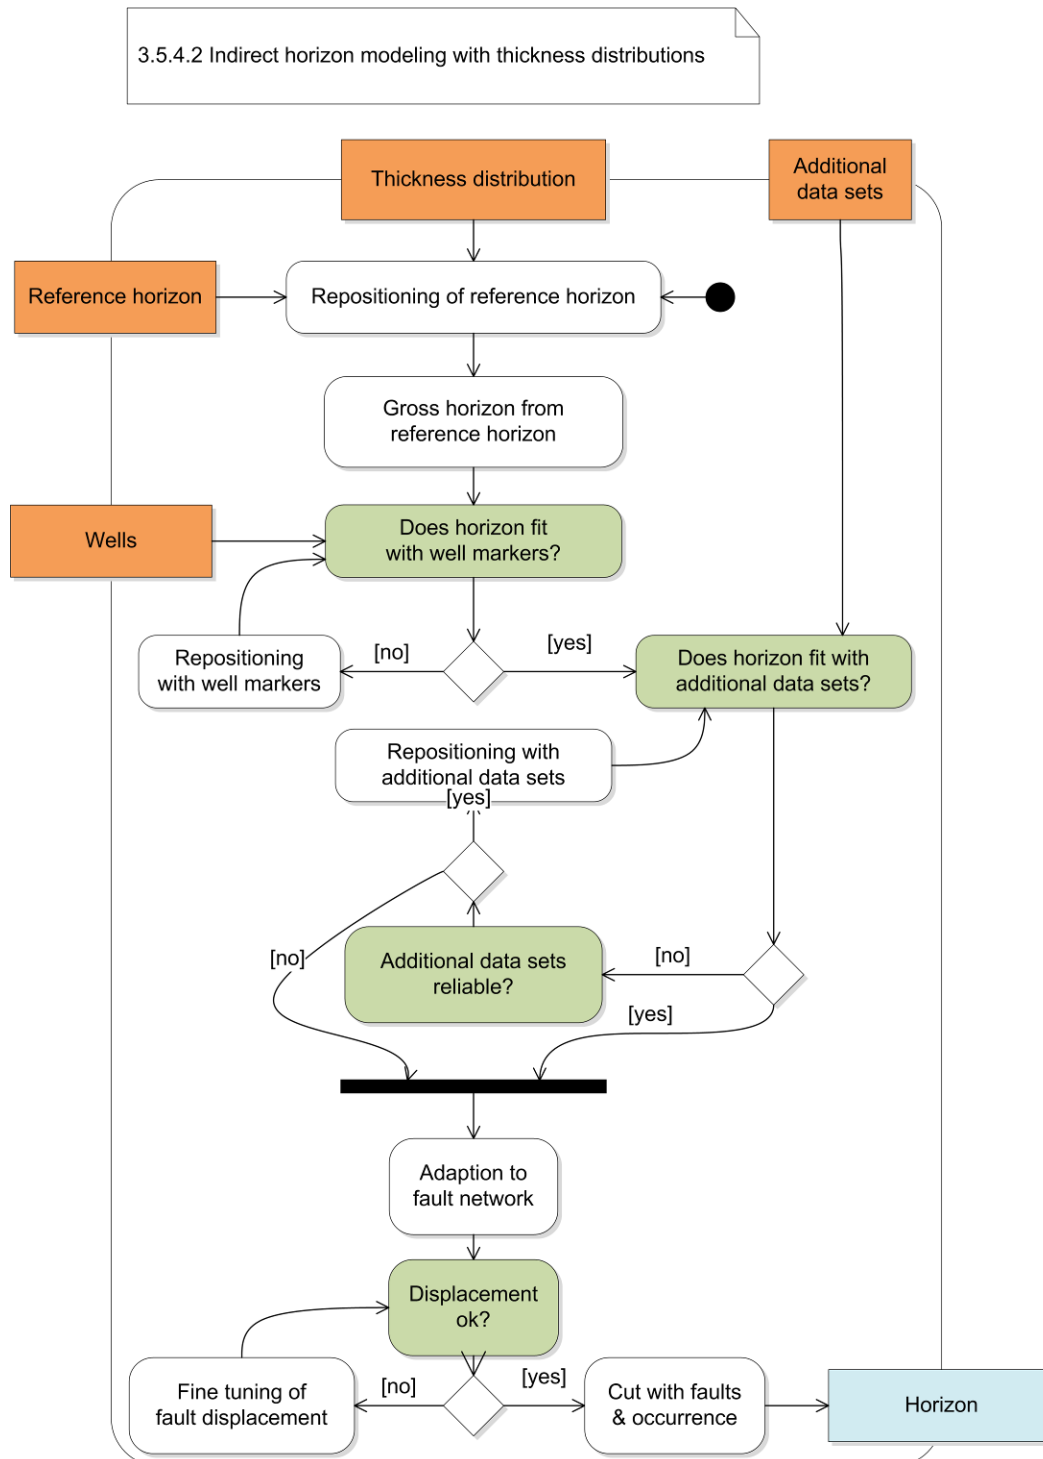 3.5.4.2 Indirect horizon modeling with thickness distributions
Thickness distribution
Additional
data sets
Reference horizon
Repositioning of reference horizon
Gross horizon from
reference horizon
Wells
Does horizon fit
with well markers?
[no]
[yes]
Repositioning
with well markers
Does horizon fit with
additional data sets?
Repositioning with
additional data sets
[yes]
[no]
Additional data sets
reliable?
[no]
[yes]
Adaption to
fault network
Displacement
ok?
Fine tuning of
fault displacement
[no]
[yes]
Cut with faults
& occurrence
Horizon